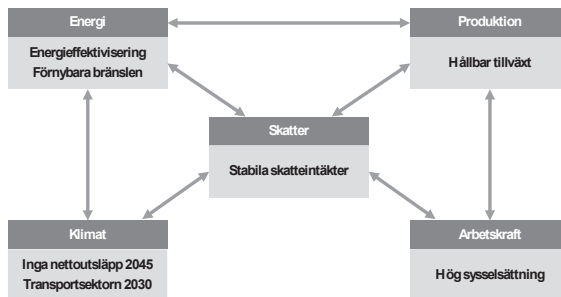 Energi
Energieffektivisering
Förnybara bränslen
Produktion
Hållbar tillväxt
Skatter
Stabila skatteintäkter
Klimat
Inga nettoutsläpp 2045
Transportsektorn 2030
Arbetskraft
Hög sysselsättning